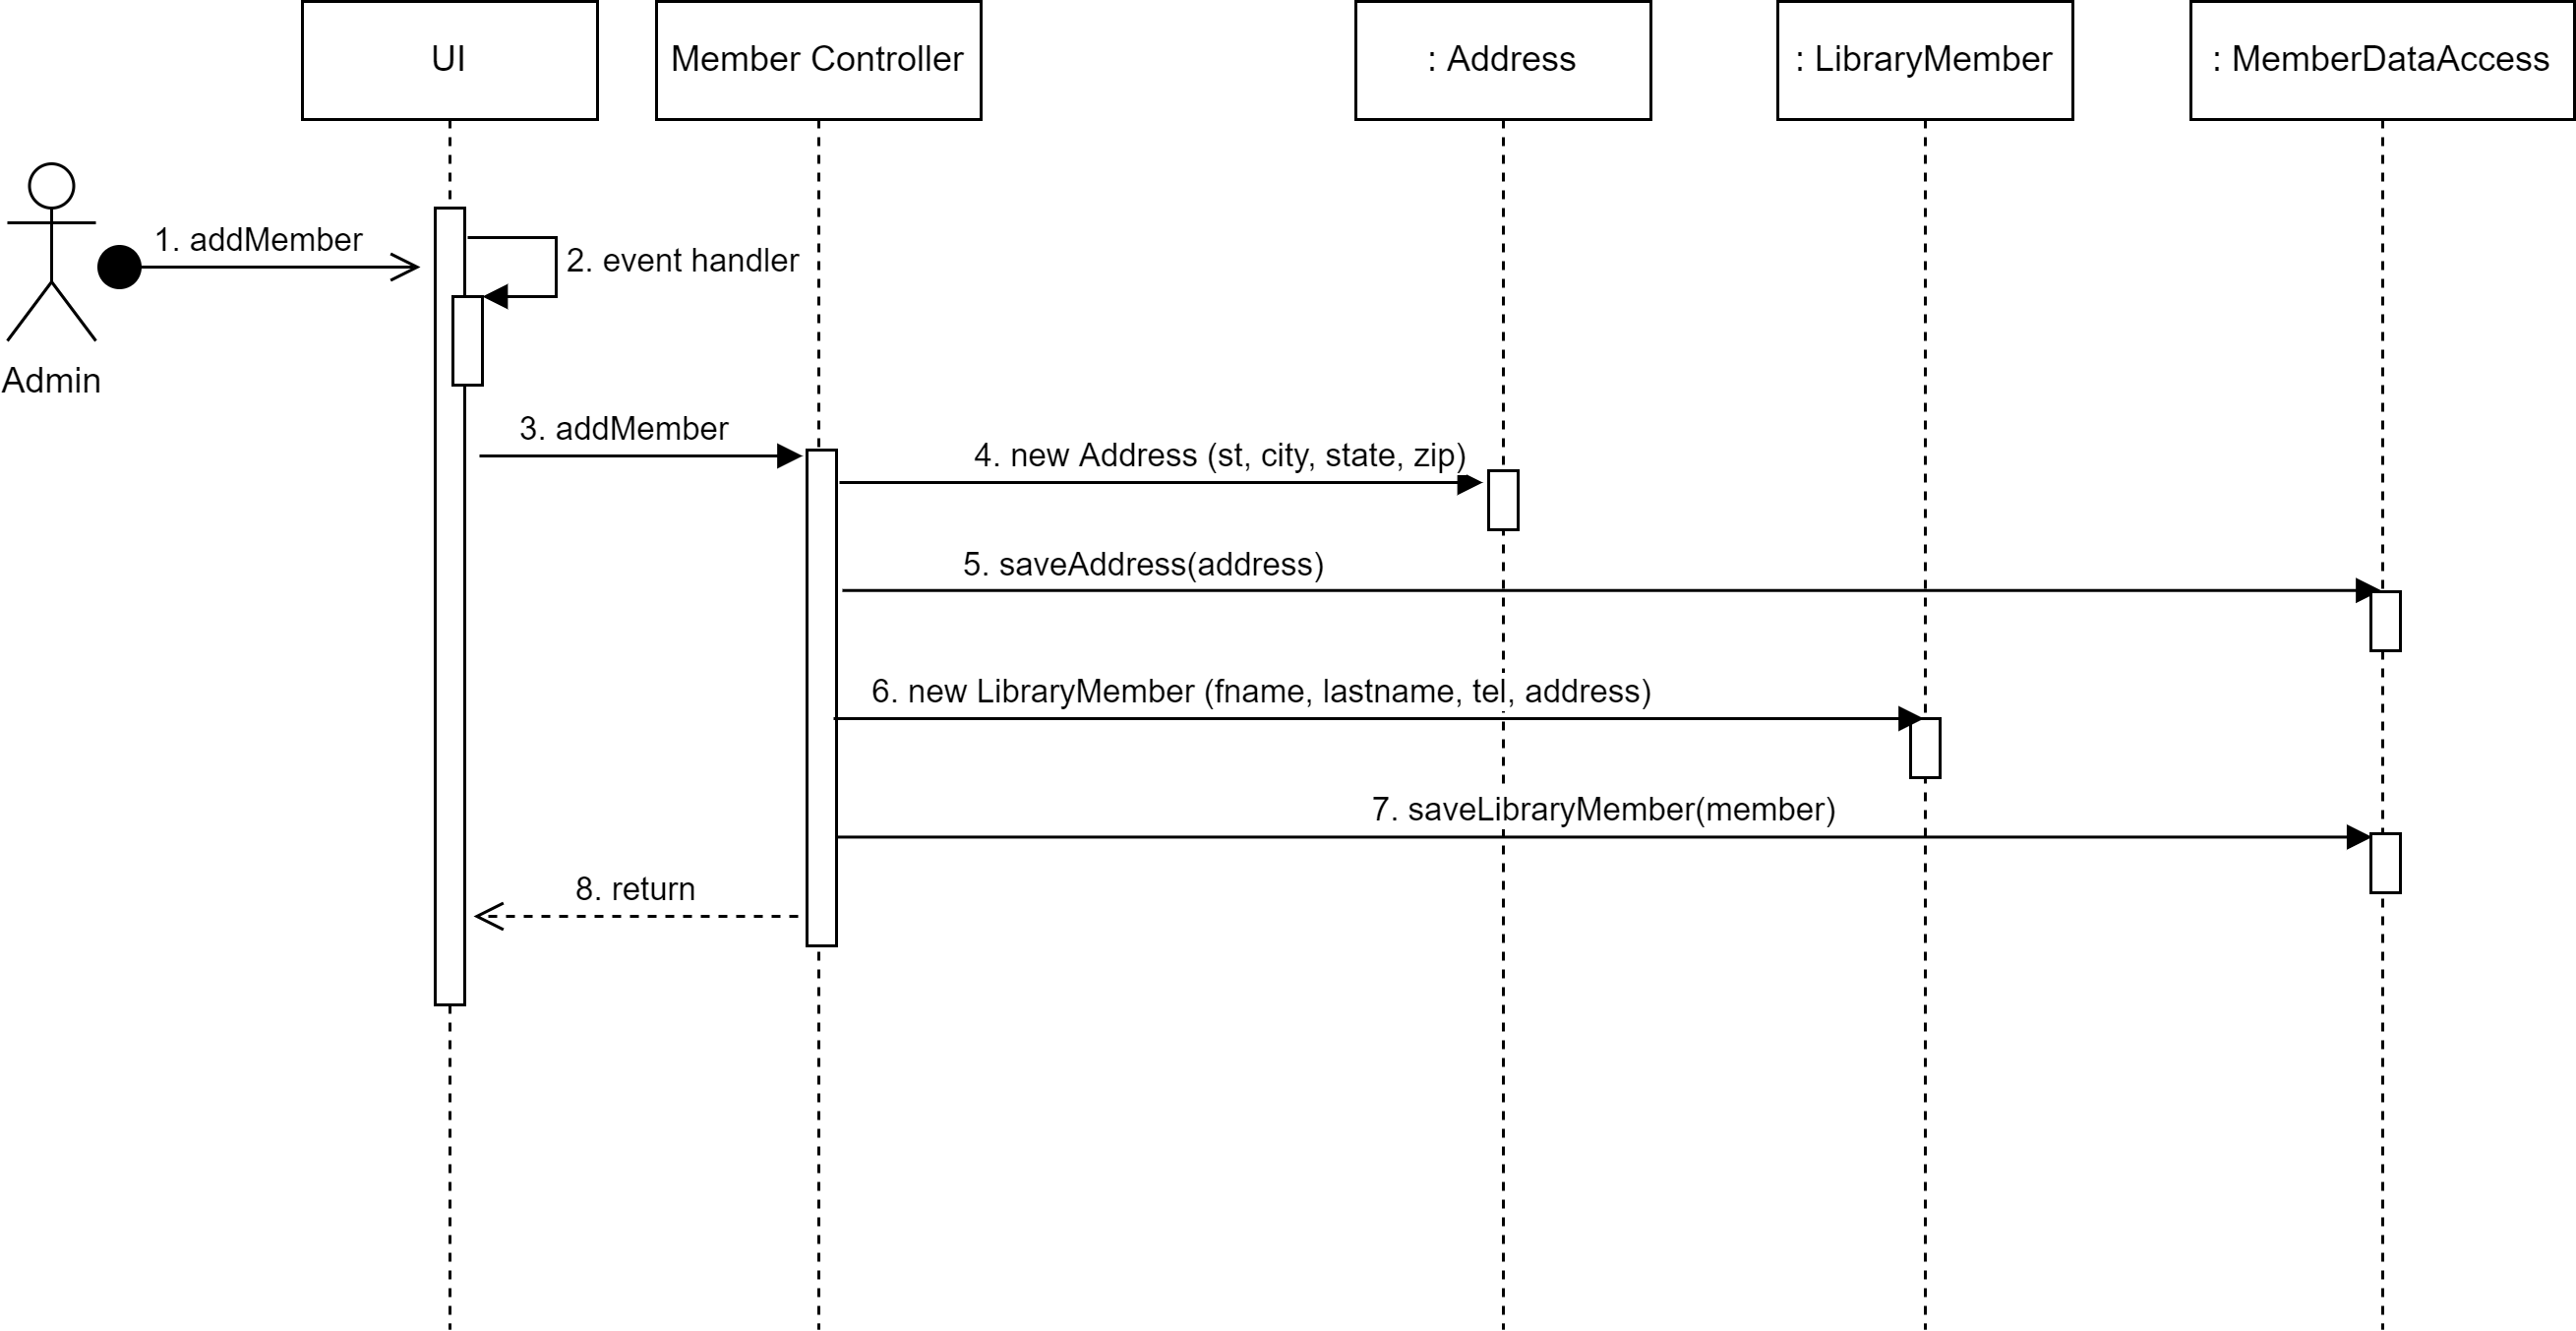 UI
Member Controller
: Address
: LibraryMember
: MemberDataAccess
1. addMember
2. event handler
Admin
3. addMember
4. new Address (st, city, state, zip)
5. saveAddress(address)
6. new LibraryMember (fname, lastname, tel, address)
7. saveLibraryMember(member)
8. return